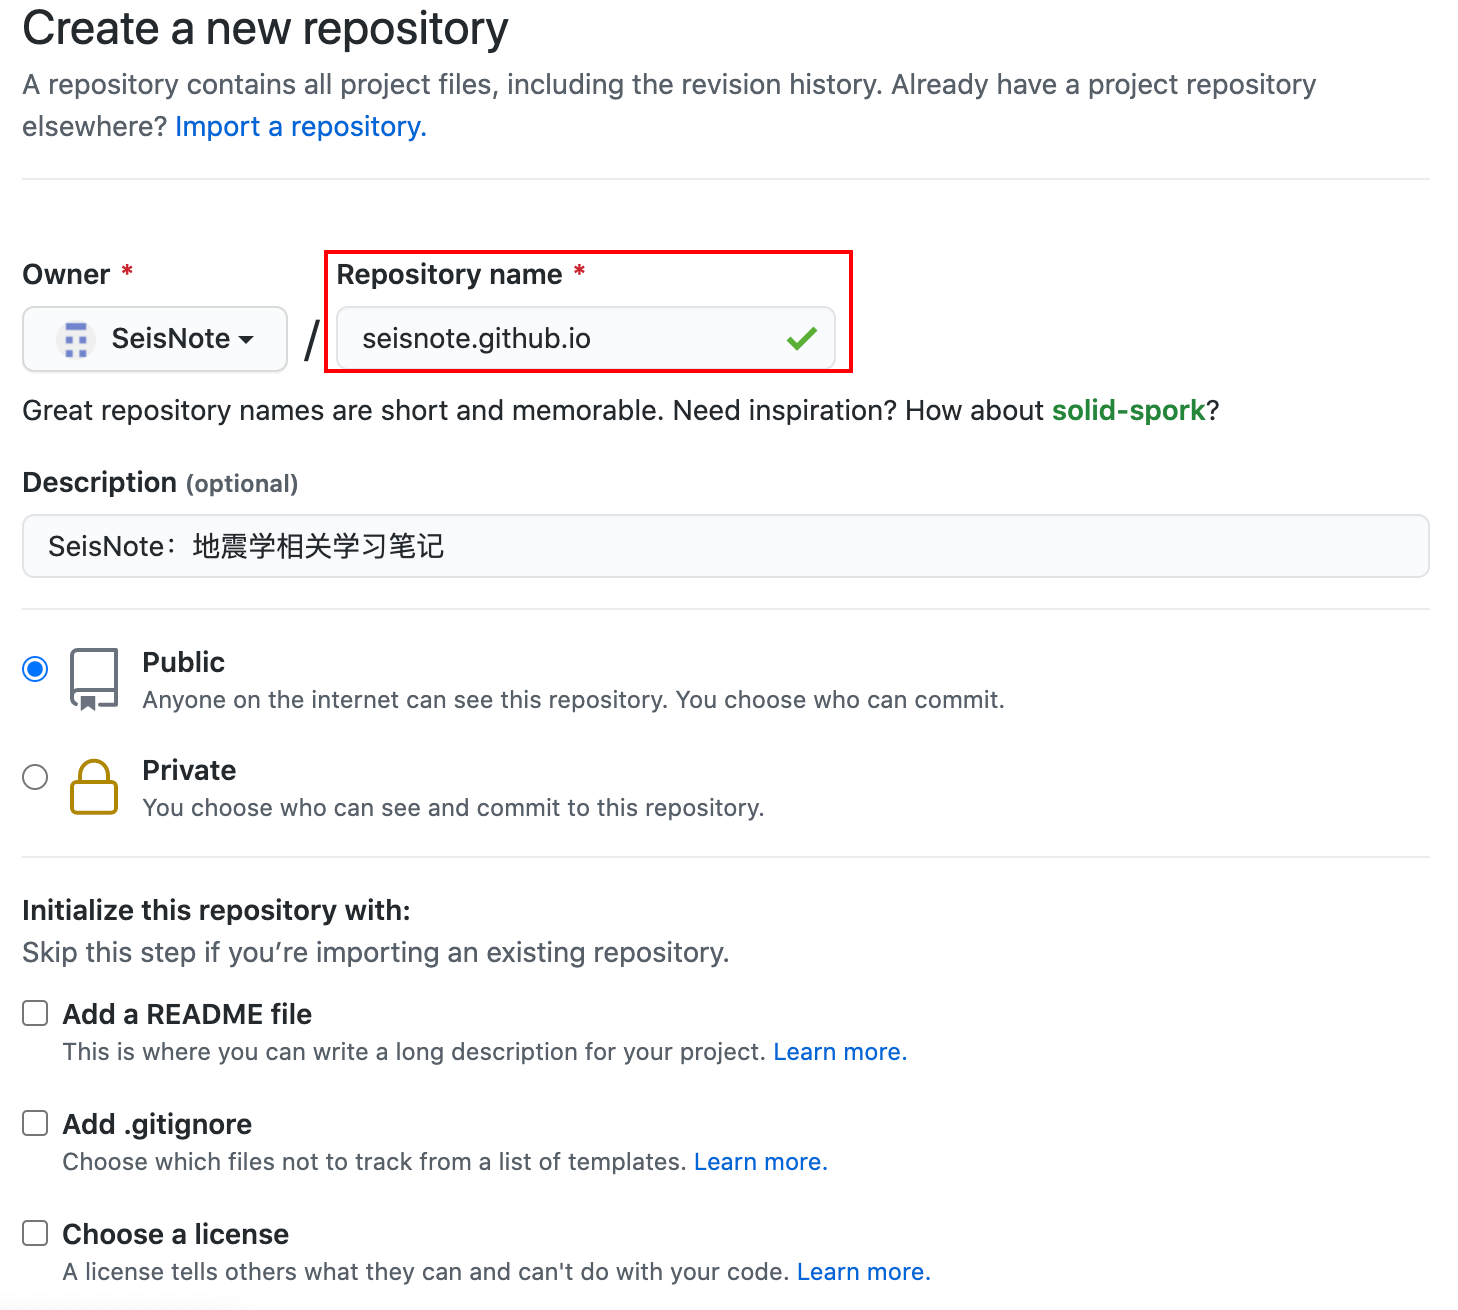 Create a new repository
A repository contains all project files, including the revision history. Already have a project repository
elsewhere? Import a repository.
Owner *
Repository name *
SeisNote / seisnote.github.io
Great repository names are short and memorable. Need inspiration? How about solid-spork?
Description (optional)
SeisNote：地震学相关学习笔记
Public
Anyone on the internet can see this repository. You choose who can commit.
Private
You choose who can see and commit to this repository.
Initialize this repository with:
Skip this step if you’re importing an existing repository.
Add a README file
This is where you can write a long description for your project. Learn more.
Add .gitignore
Choose which files not to track from a list of templates. Learn more.
Choose a license
A license tells others what they can and can't do with your code. Learn more.